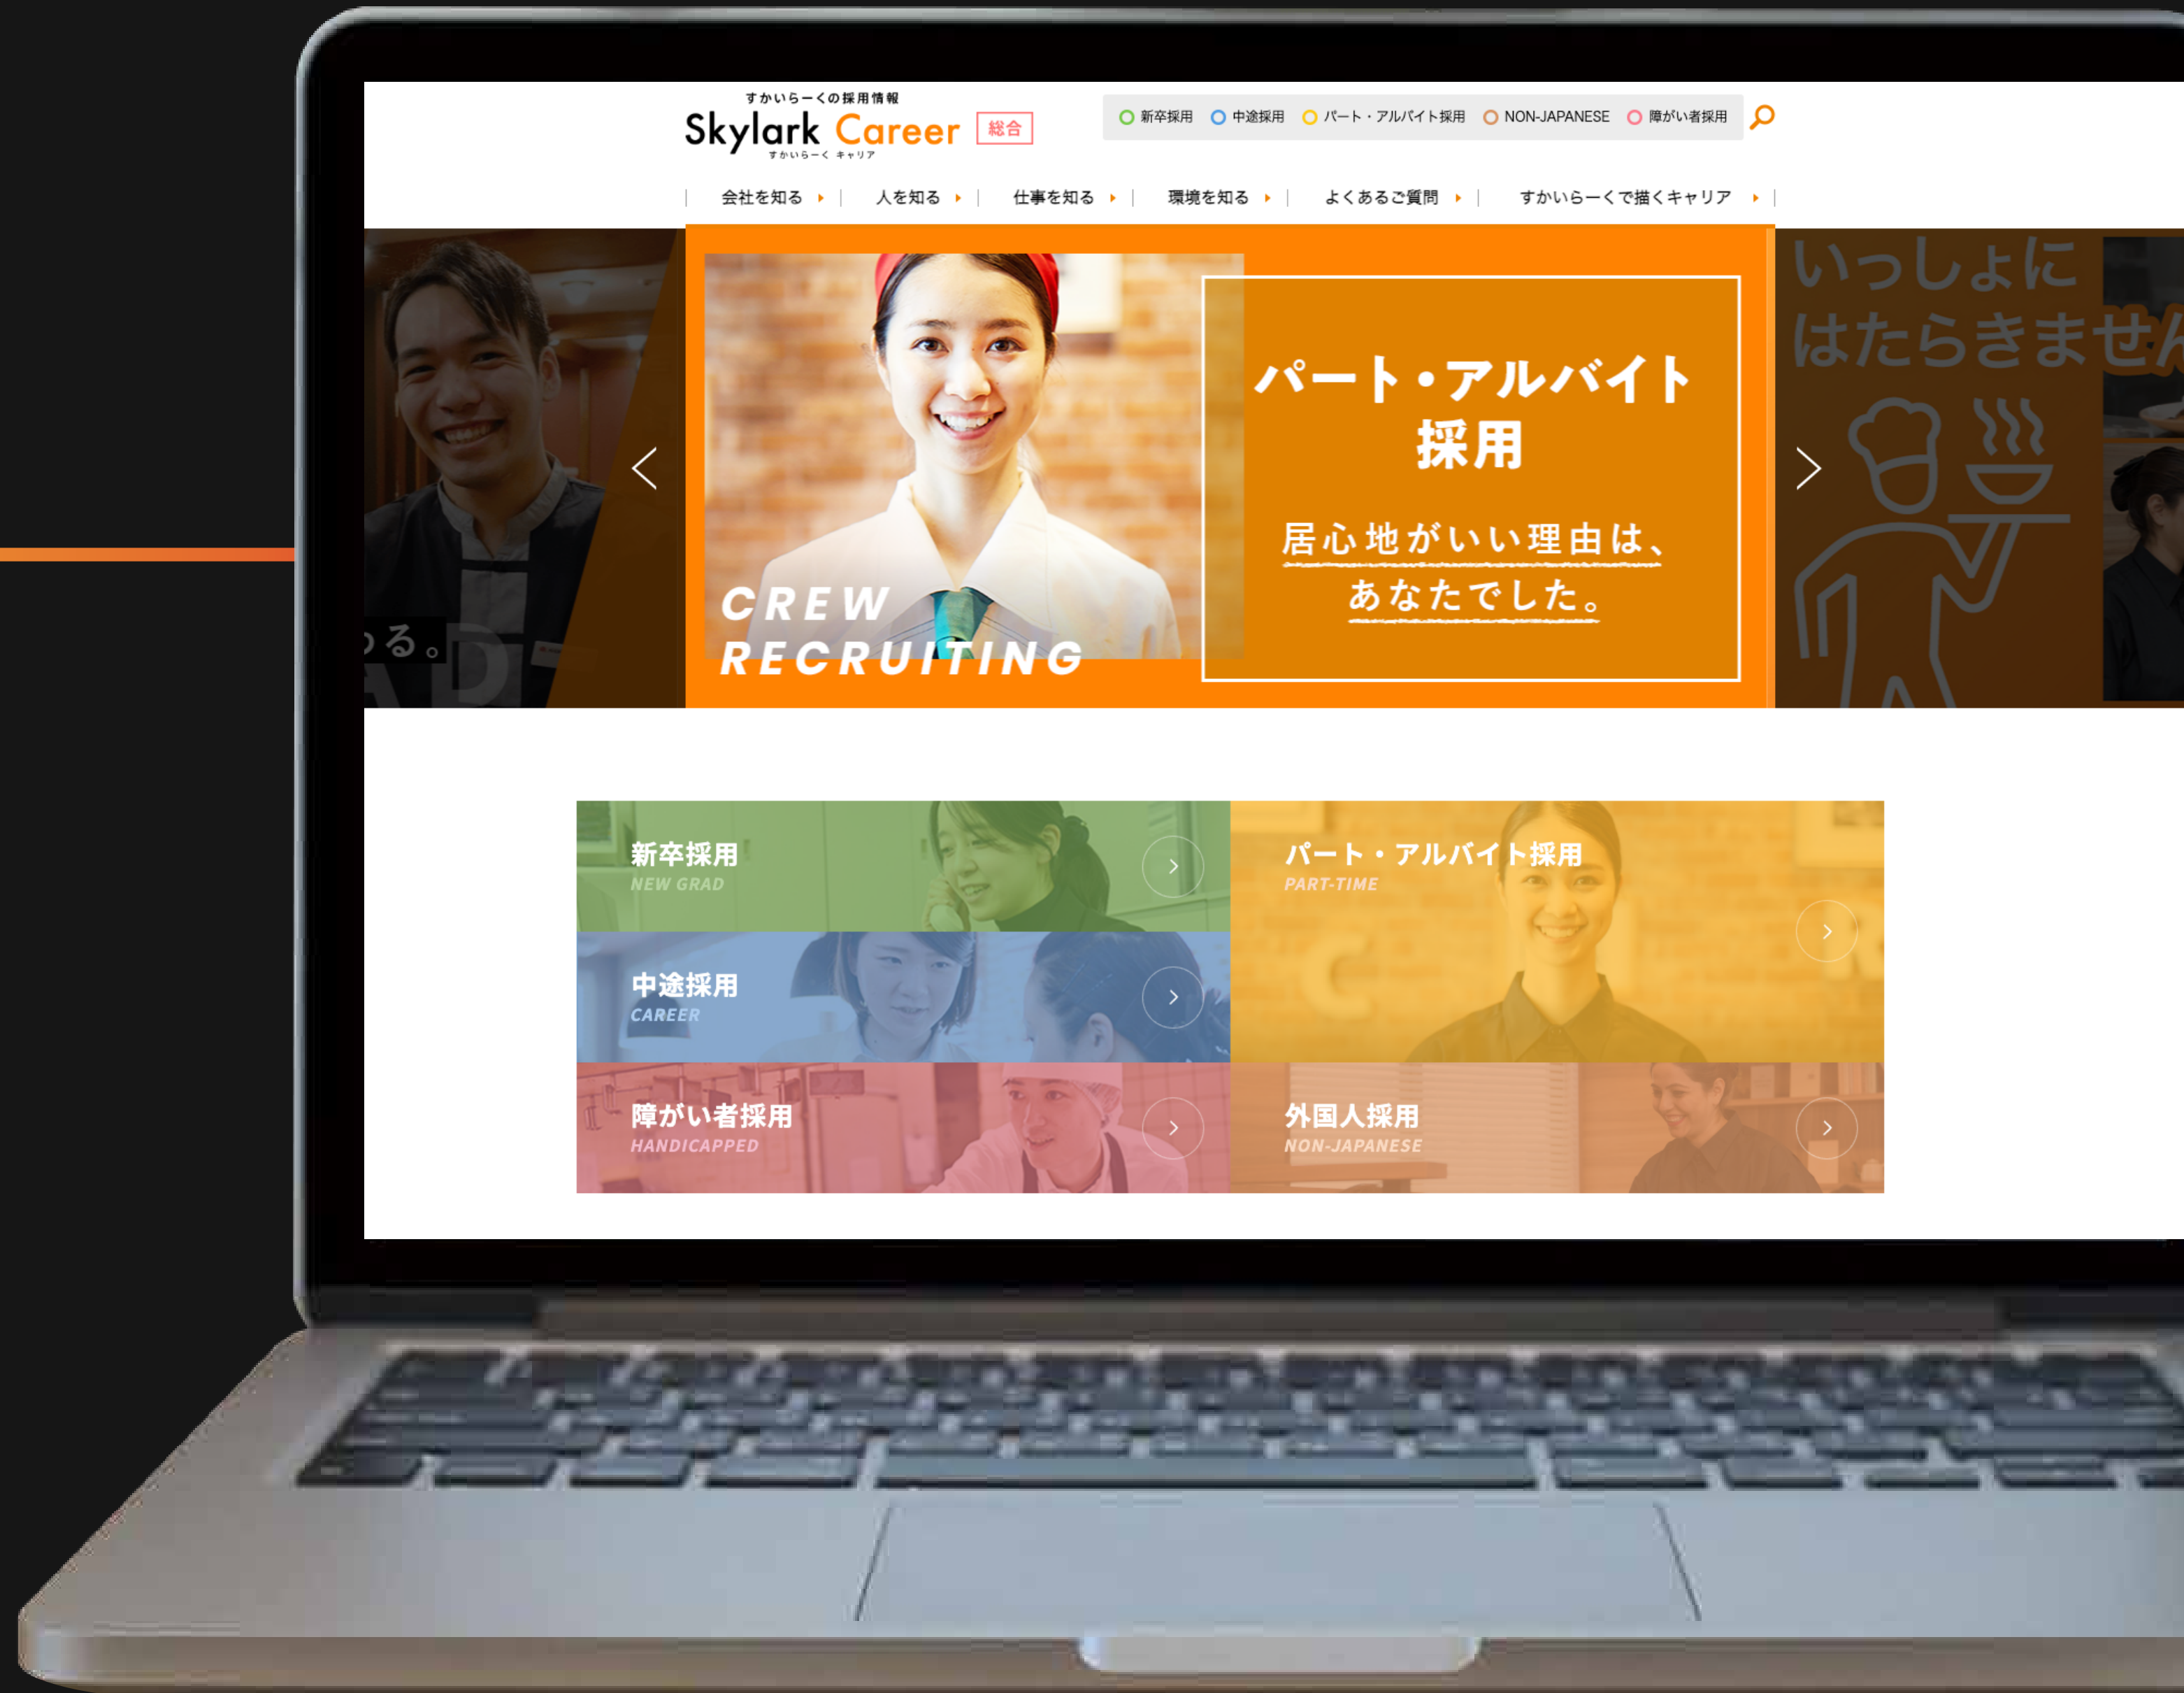 すかいらーくの採用情報
Skylark Career 総合
すかいらーく キャリア
新卒採用 中途採用 パート・アルバイト採用 NON-JAPANESE 障がい者採用
会社を知る 人を知る 仕事を知る 環境を知る よくあるご質問 すかいらーくで描くキャリア
る。
CREW
RECRUITING
パート・アルバイト
採用
居心地がいい理由は、
あなたでした。
いっしょに
はたらきません
新卒採用
NEW GRAD
中途採用
CAREER
障がい者採用
HANDICAPPED
パート・アルバイト採用
PART-TIME
外国人採用
NON-JAPANESE